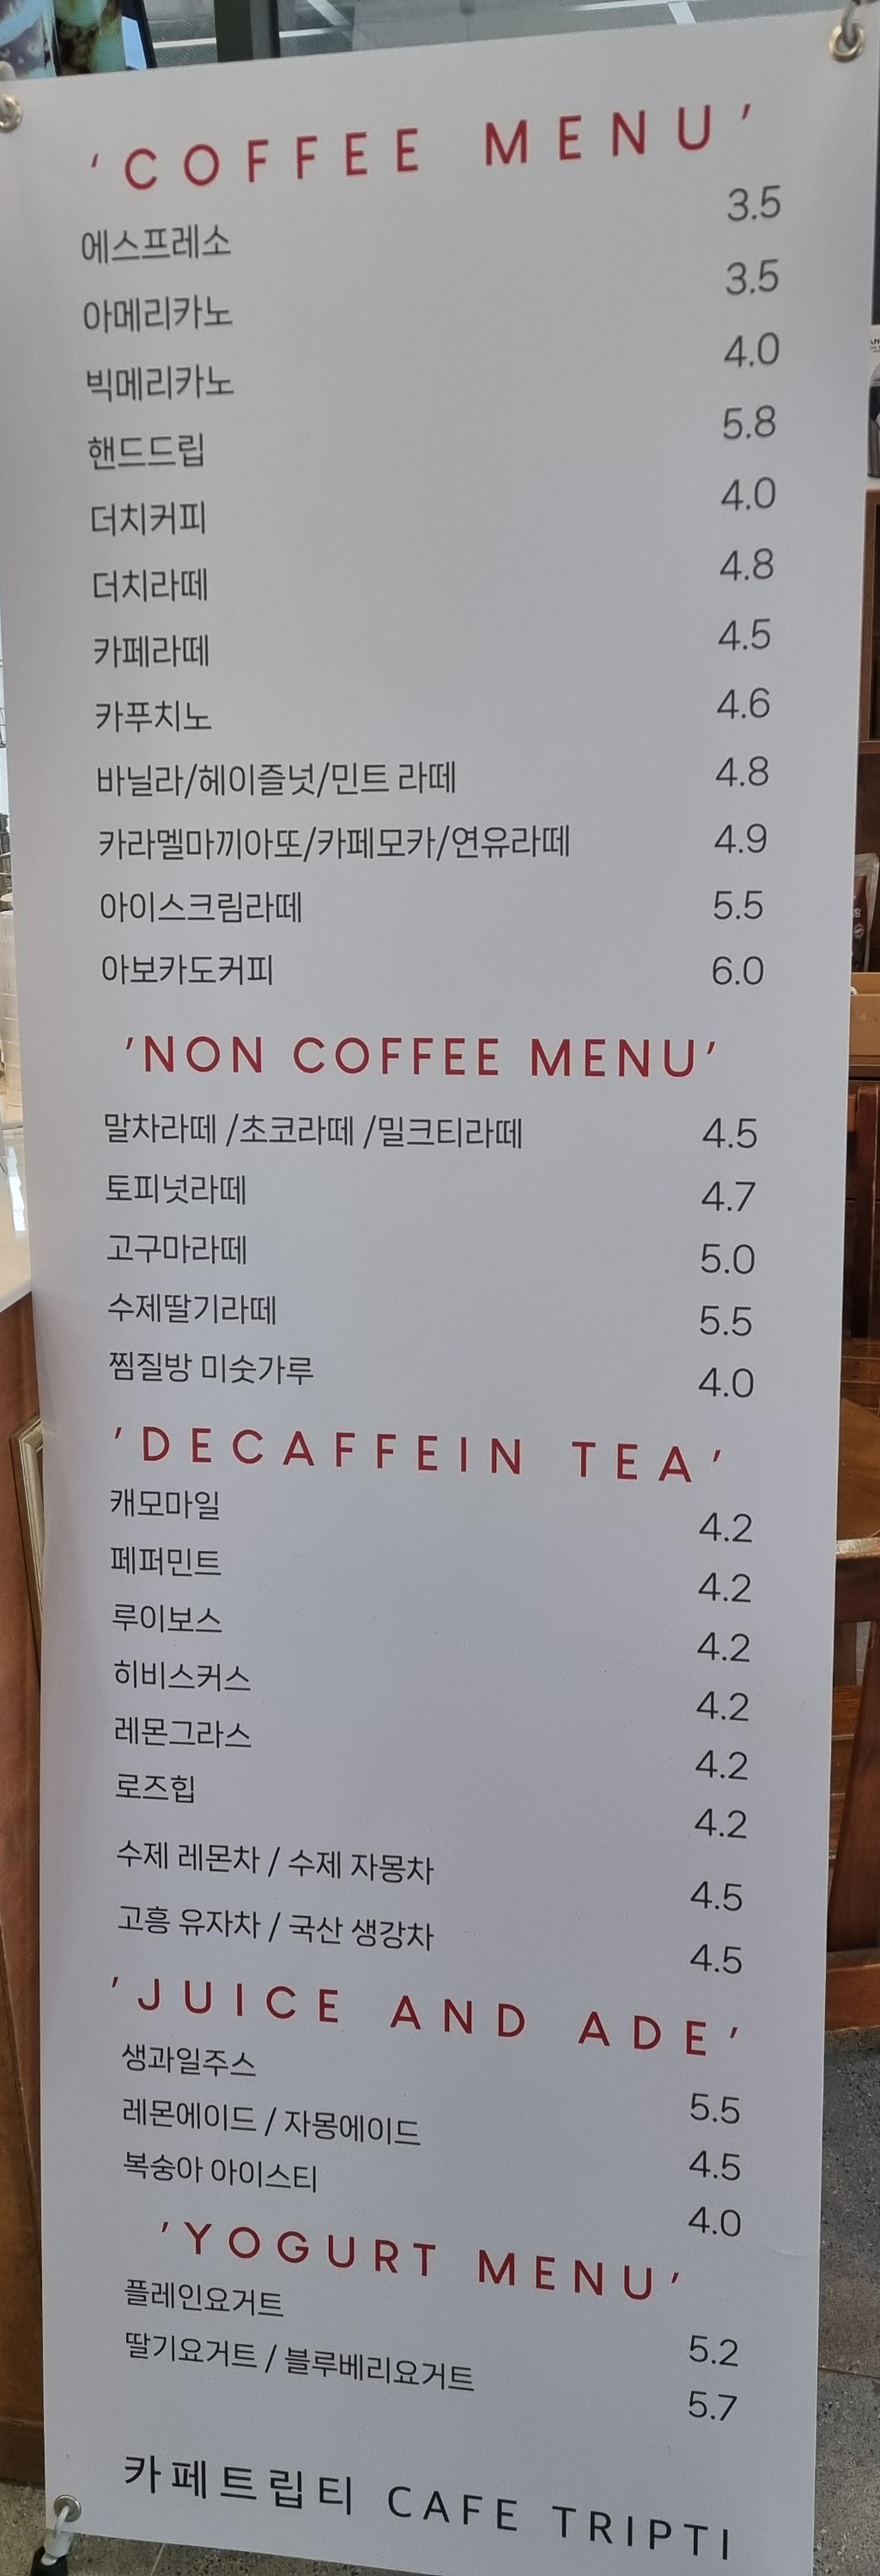 ‘COFFEE MENU’
에스프레소 3.5
아메리카노 3.5
빅메리카노 4.0
핸드드립 5.8
더치커피 4.0
더치라떼 4.8
카페라떼 4.5
카푸치노 4.6
바닐라/헤이즐넛/민트 라떼 4.8
카라멜마끼아또/카페모카/연유라떼 4.9
아이스크림라떼 5.5
아보카도커피 6.0
’NON COFFEE MENU’
말차라떼 /초코라떼 /밀크티라떼 4.5
토피넛라떼 4.7
고구마라떼 5.0
수제딸기라떼 5.5
찜질방 미숫가루 4.0
’DECAFFEIN TEA’
캐모마일 4.2
페퍼민트 4.2
루이보스 4.2
히비스커스 4.2
레몬그라스 4.2
로즈힙 4.2
수제 레몬차 / 수제 자몽차 4.5
고흥 유자차 / 국산 생강차 4.5
’JUICE AND ADE’
생과일주스 5.5
레몬에이드 / 자몽에이드 4.5
복숭아 아이스티 4.0
’YOGURT MENU’
플레인요거트 5.2
딸기요거트 / 블루베리요거트 5.7
카페트립티 CAFE TRIPTI